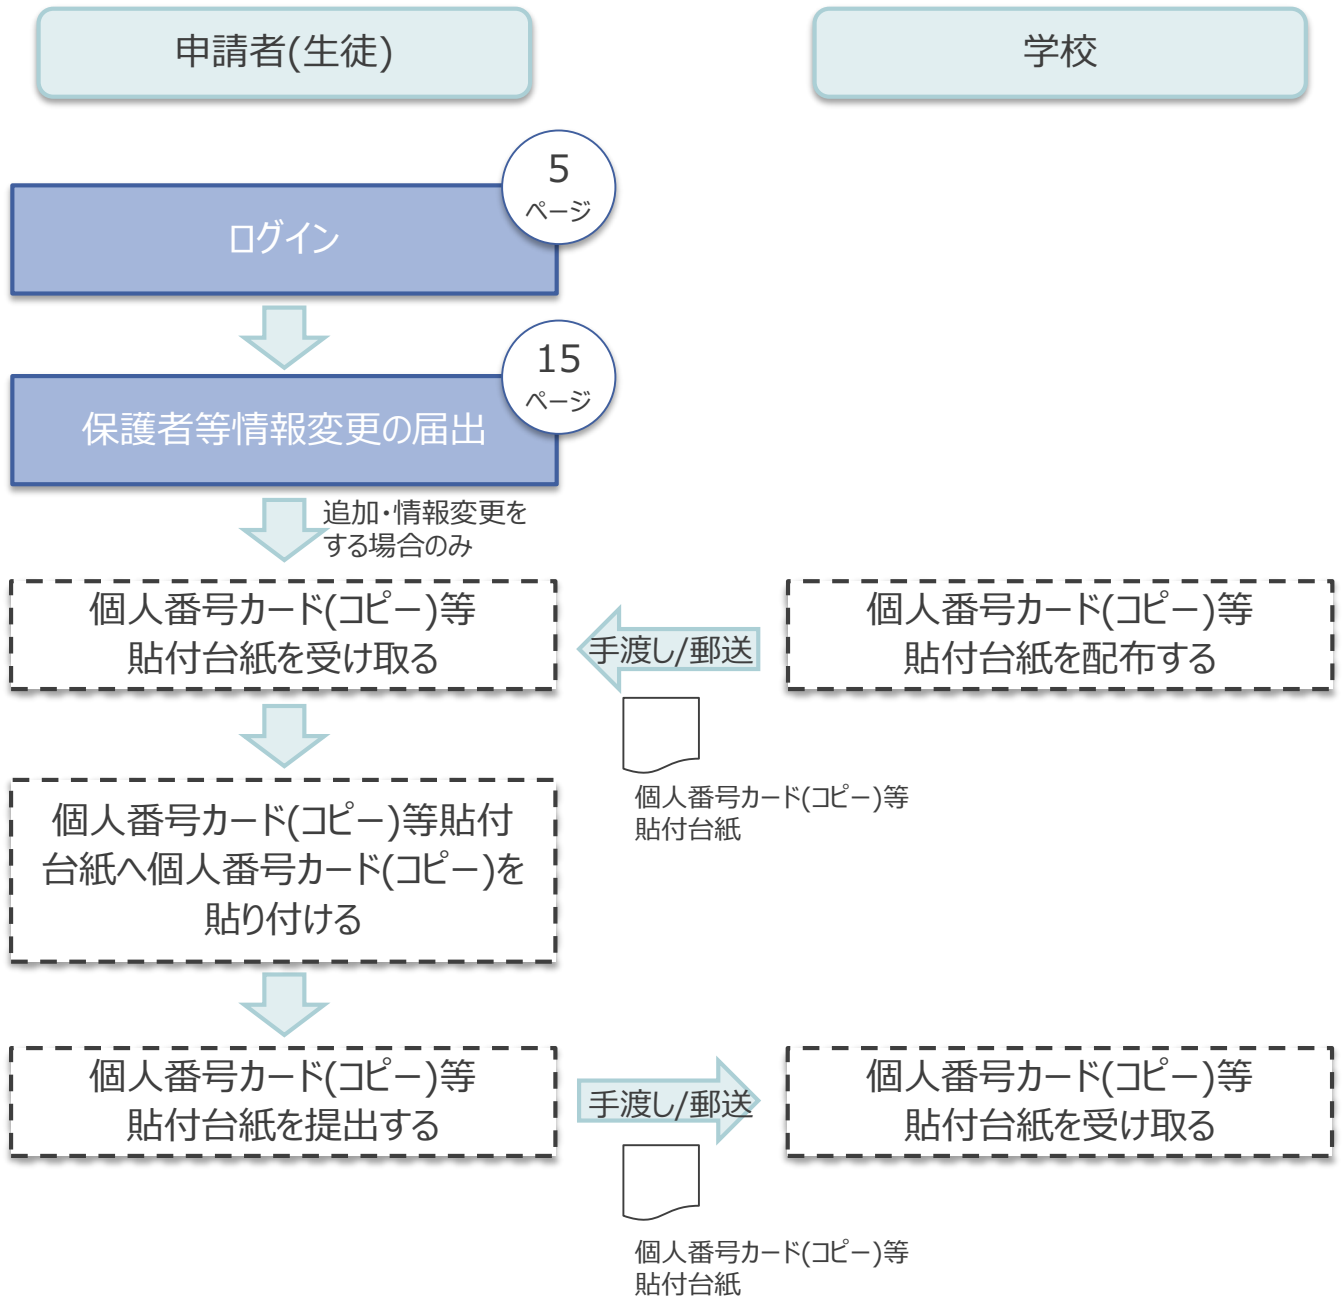 申請者(生徒)
学校
5
ページ
ログイン
15
ページ
保護者等情報変更の届出
追加・情報変更を
する場合のみ
個人番号カード(コピー)等
貼付台紙を受け取る
手渡し/郵送
個人番号カード(コピー)等
貼付台紙を配布する
個人番号カード(コピー)等
貼付台紙
個人番号カード(コピー)等貼付
台紙へ個人番号カード(コピー)を
貼り付ける
個人番号カード(コピー)等
貼付台紙を提出する
手渡し/郵送
個人番号カード(コピー)等
貼付台紙を受け取る
個人番号カード(コピー)等
貼付台紙